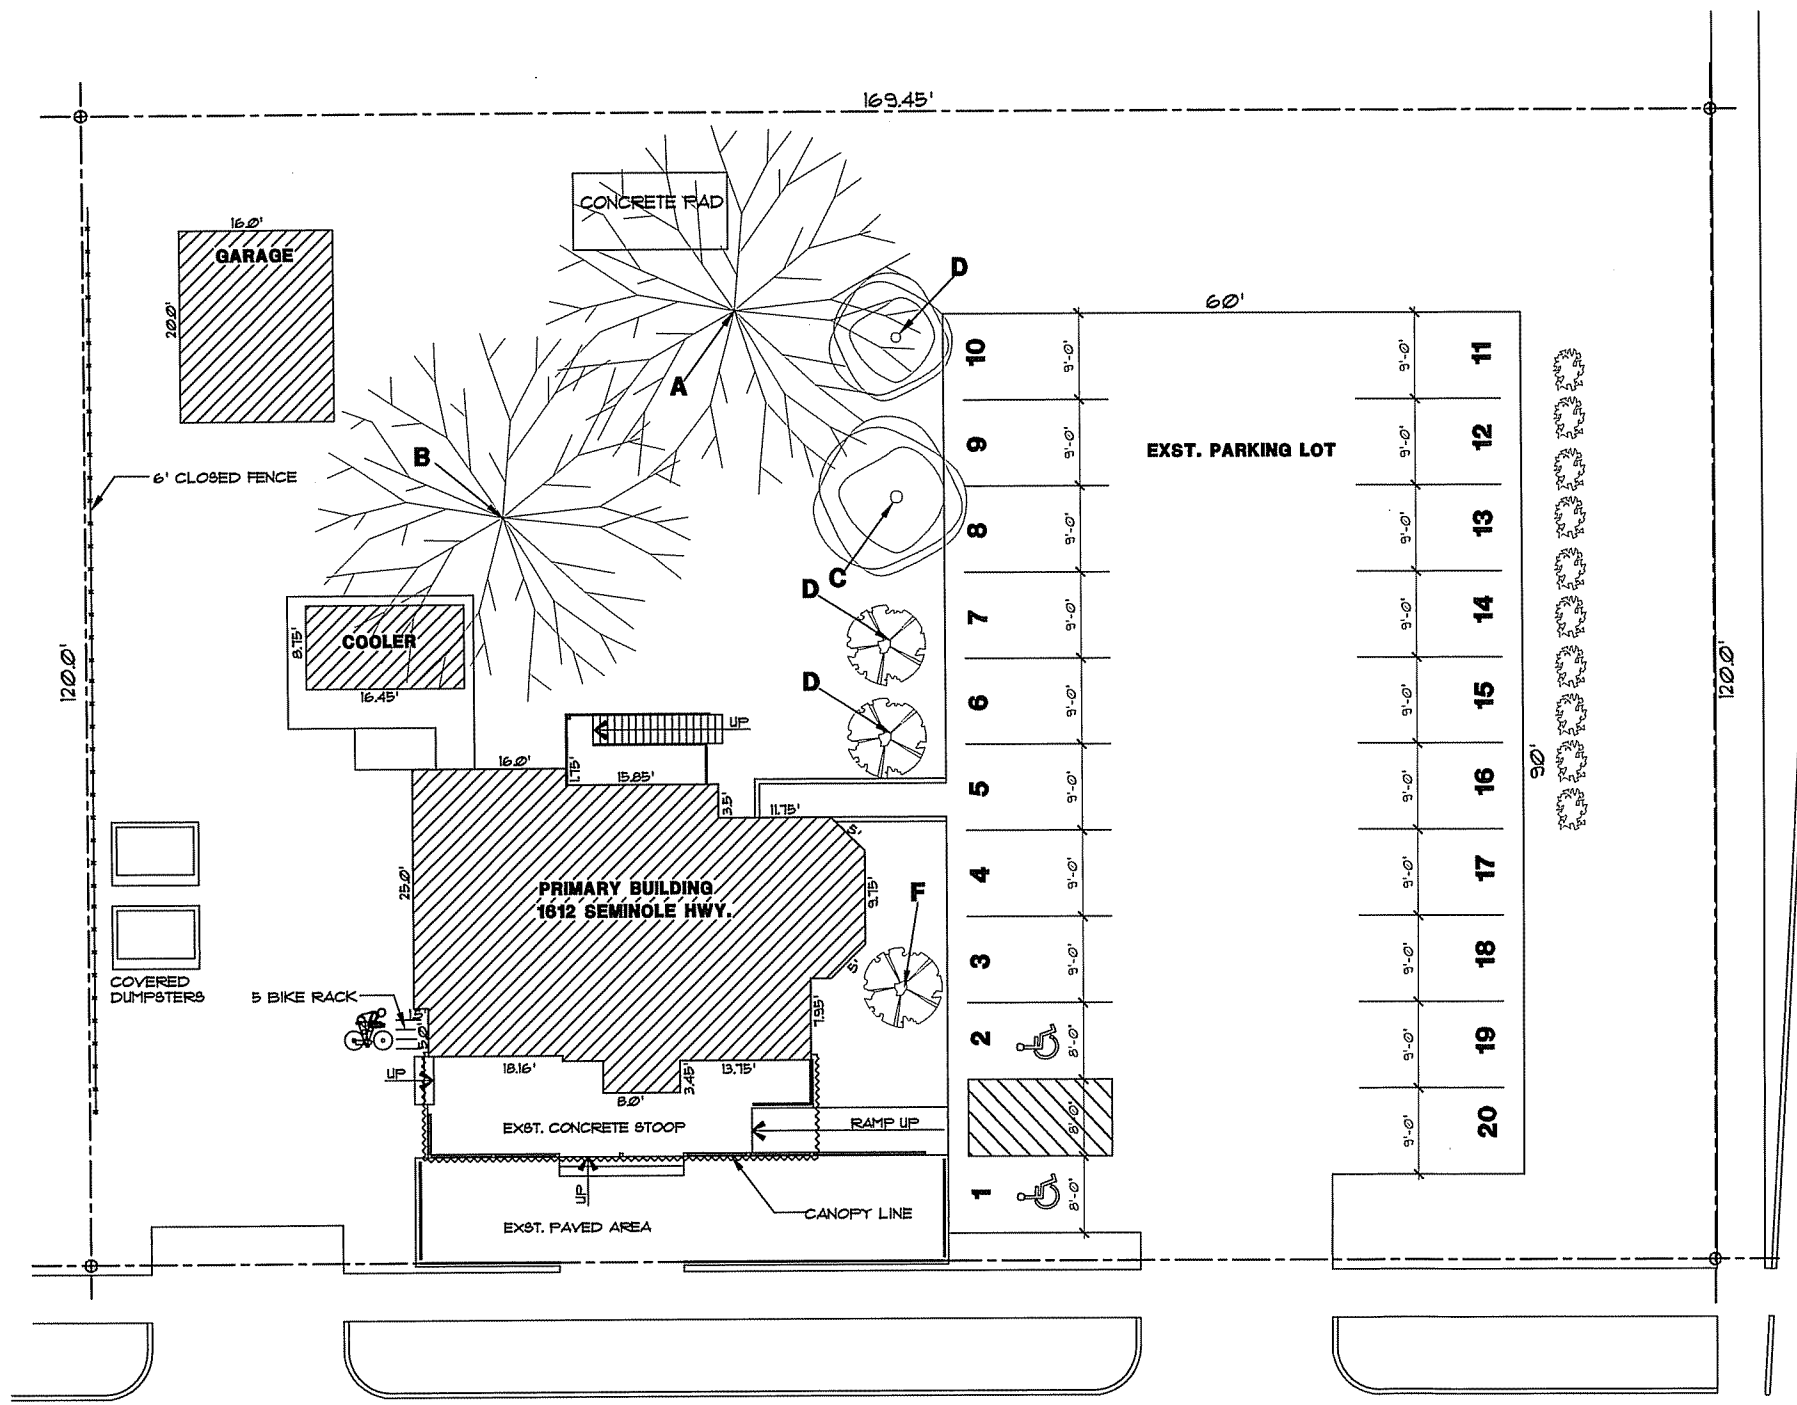 169.45'
CONCRETE PAD
16.0'
GARAGE
20.0'
D
60'
A
B
6' CLOSED FENCE
EXST. PARKING LOT
10
9'-0'
9'-0'
11
9
9'-0'
9'-0'
12
8
9'-0'
9'-0'
13
C
D
7
9'-0'
9'-0'
14
COOLER
8.75'
16.45'
120.0'
120.0'
D
6
9'-0'
9'-0'
15
UP
16.0'
1.75'
15.85'
3.5'
11.75'
5'
5
9'-0'
9'-0'
16
90'
25.0'
PRIMARY BUILDING
1612 SEMINOLE HWY.
9.75'
F
4
9'-0'
9'-0'
17
COVERED
DUMPSTERS
5 BIKE RACK
5'
3
9'-0'
9'-0'
18
5.0'
7.95'
2
8'-0'
9'-0'
19
UP
18.16'
8.0'
3.45'
13.75'
EXST. CONCRETE STOOP
RAMP UP
8'-0'
9'-0'
20
UP
EXST. PAVED AREA
CANOPY LINE
1
8'-0'